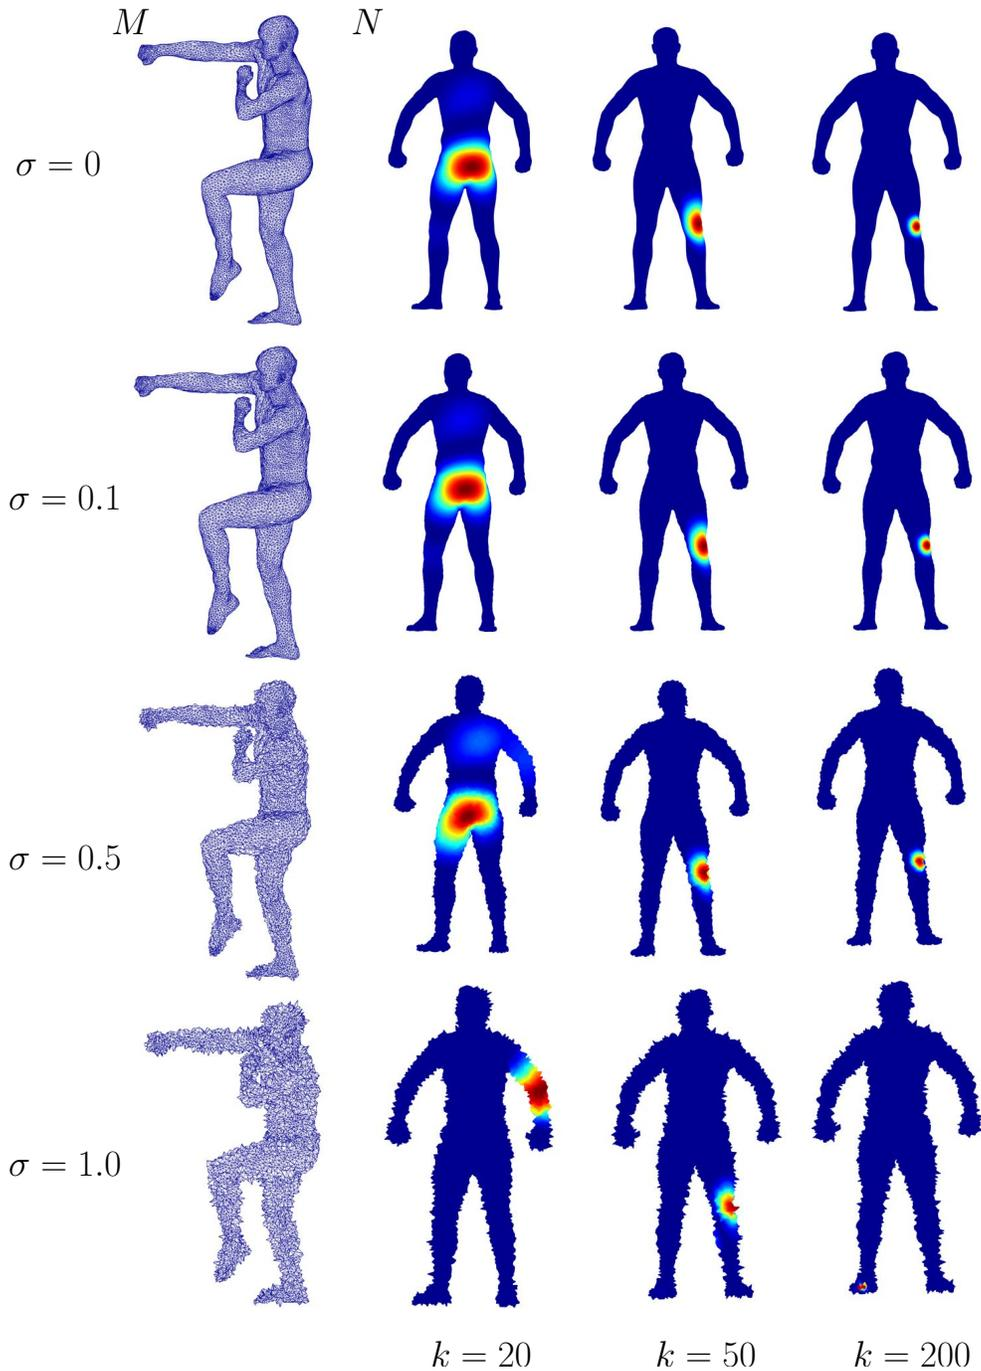 M N
σ = 0
σ = 0.1
σ = 0.5
σ = 1.0
k = 20 k = 50 k = 200